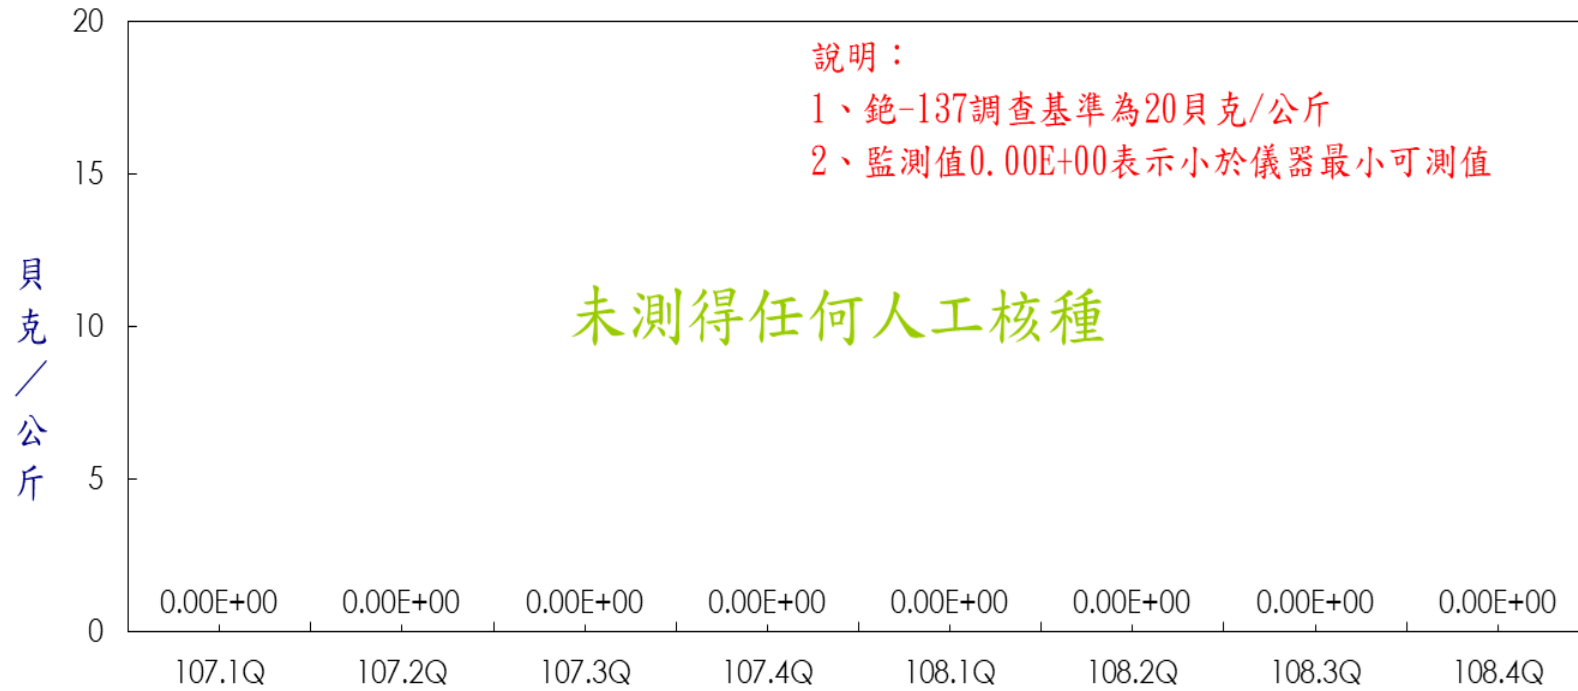 20
說明：
1、銫-137調查基準為20貝克/公斤
2、監測值0.00E+00表示小於儀器最小可測值
15
貝克/公斤
未測得任何人工核種
10
5
0.00E+00 0.00E+00 0.00E+00 0.00E+00 0.00E+00 0.00E+00 0.00E+00 0.00E+00
0
107.1Q 107.2Q 107.3Q 107.4Q 108.1Q 108.2Q 108.3Q 108.4Q